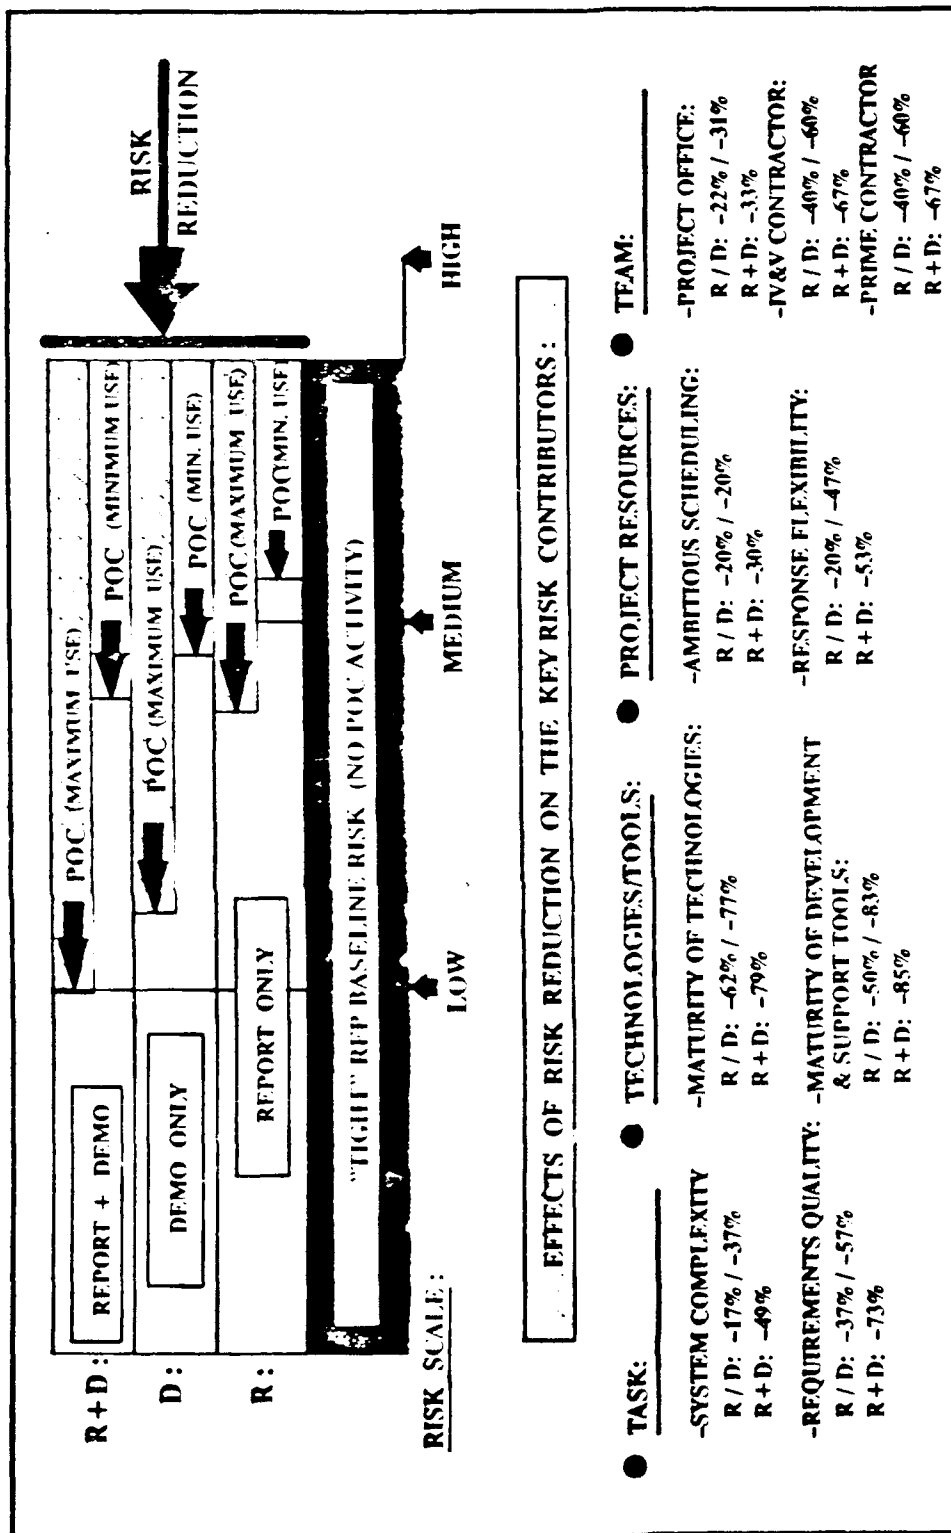 RISK
REDUCTION
R+D:
REPORT + DEMO
POC (MAXIMUM USE)
POC (MINIMUM USE)
D:
DEMO ONLY
POC (MAXIMUM USE)
POC (MIN. USE)
R:
REPORT ONLY
POC (MAXIMUM USE)
POC(MIN. USE)
"TIGHT" RFP BASELINE RISK (NO POC ACTIVITY)
RISK SCALE:
LOW
MEDIUM
HIGH
EFFECTS OF RISK REDUCTION ON THE KEY RISK CONTRIBUTORS:
TASK:
-SYSTEM COMPLEXITY
R / D: -17% / -37%
R+D: -49%
-REQUIREMENTS QUALITY:
R / D: -37% / -57%
R+D: -73%
TECHNOLOGIES/TOOLS:
-MATURITY OF TECHNOLOGIES:
R / D: -62% / -77%
R+D: -79%
-MATURITY OF DEVELOPMENT
& SUPPORT TOOLS:
R / D: -50% / -83%
R+D: -85%
PROJECT RESOURCES:
-AMBITIOUS SCHEDULING:
R / D: -20% / -20%
R+D: -30%
-RESPONSE FLEXIBILITY:
R / D: -20% / -47%
R+D: -53%
TEAM:
-PROJECT OFFICE:
R / D: -22% / -31%
R+D: -33%
-IV&V CONTRACTOR:
R / D: -40% / -60%
R+D: -67%
-PRIME CONTRACTOR
R / D: -40% / -60%
R+D: -67%